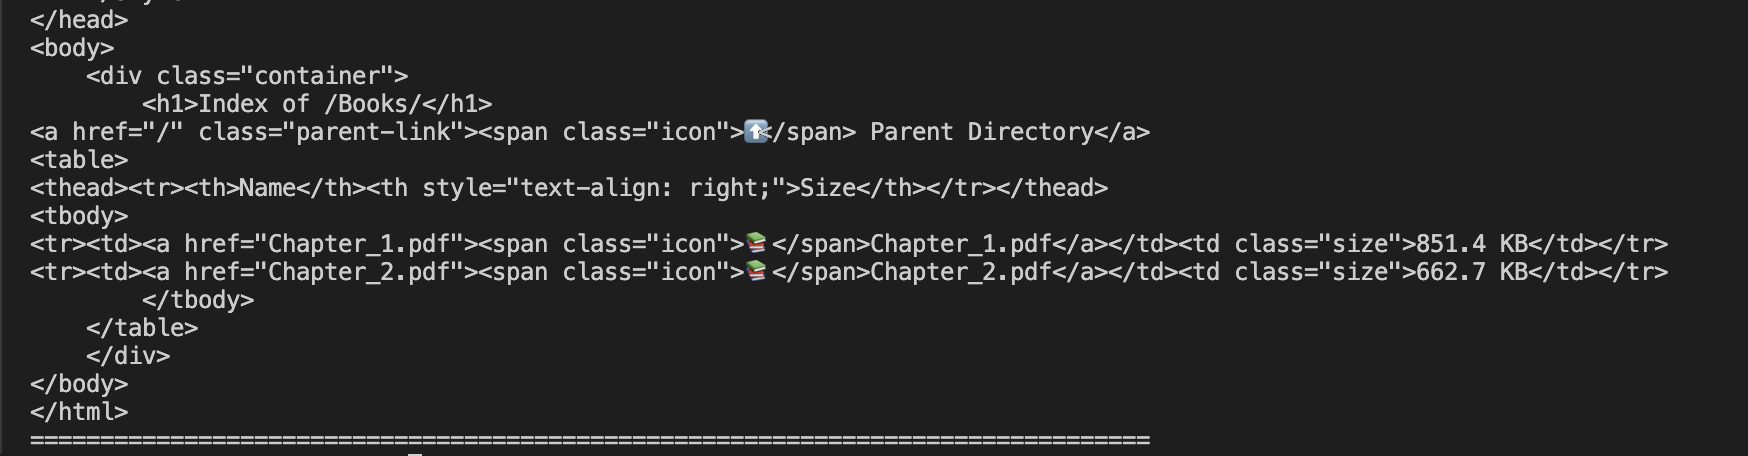 </head>
<body>
    <div class="container">
        <h1>Index of /Books/</h1>
<a href="/" class="parent-link"><span class="icon">⬆️</span> Parent Directory</a>
<table>
<thead><tr><th>Name</th><th style="text-align: right;">Size</th></tr></thead>
<tbody>
<tr><td><a href="Chapter_1.pdf"><span class="icon">📚</span>Chapter_1.pdf</a></td><td class="size">851.4 KB</td></tr>
<tr><td><a href="Chapter_2.pdf"><span class="icon">📚</span>Chapter_2.pdf</a></td><td class="size">662.7 KB</td></tr>
        </tbody>
    </table>
    </div>
</body>
</html>
================================================================================